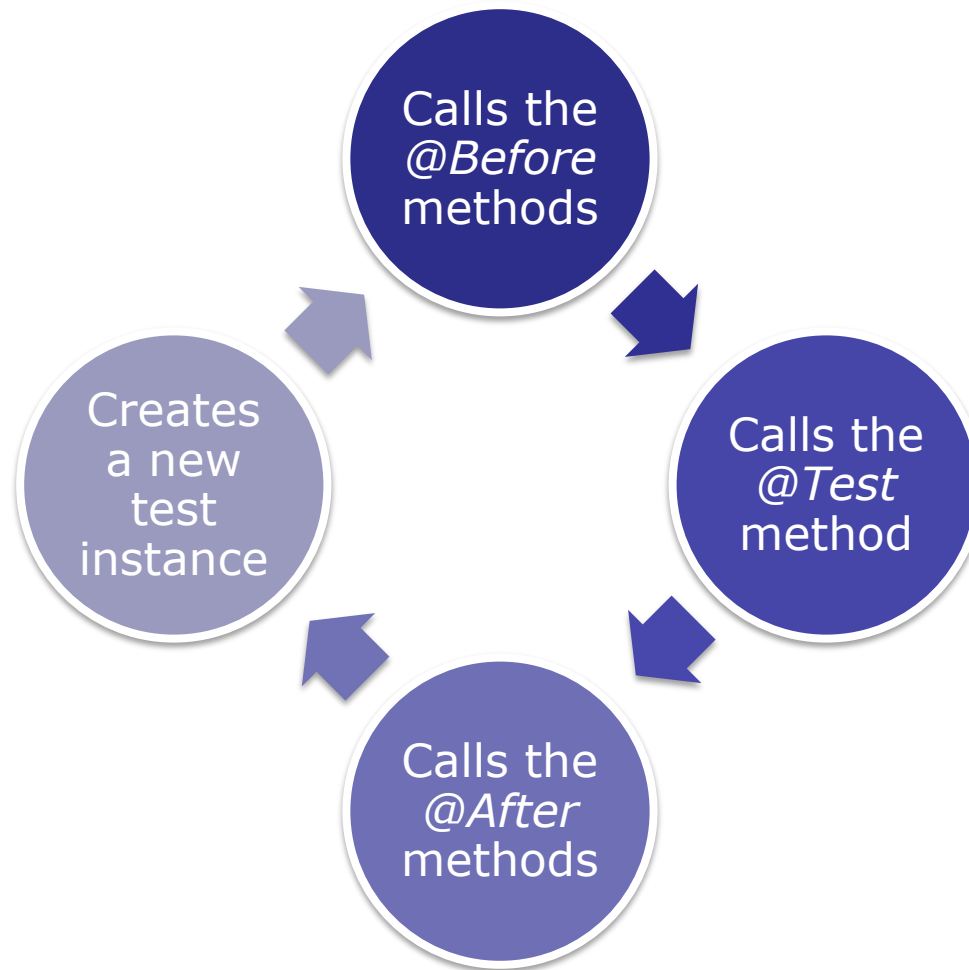 Calls the
@Before
methods
Creates
a new
test
instance
Calls the
@Test
method
Calls the
@After
methods